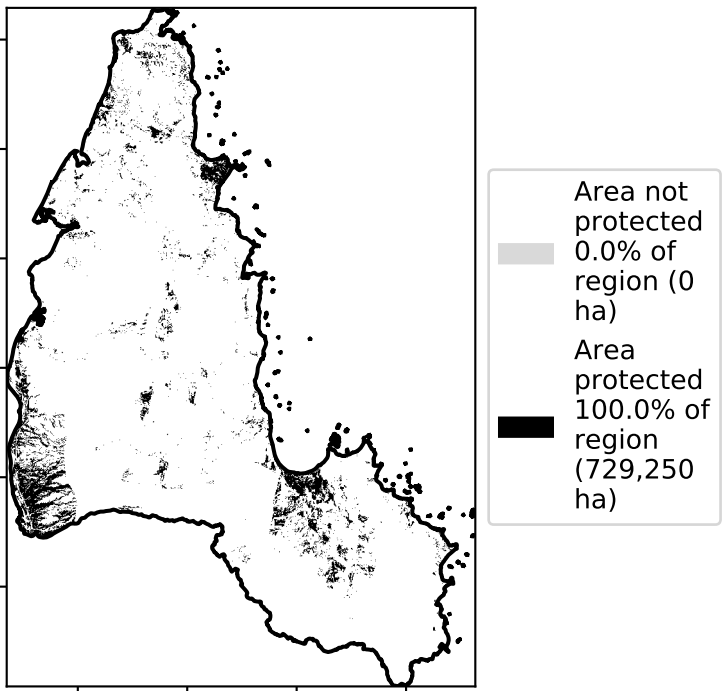 Area not
protected
0.0% of
region (0
ha)
Area
protected
100.0% of
region
(729,250
ha)